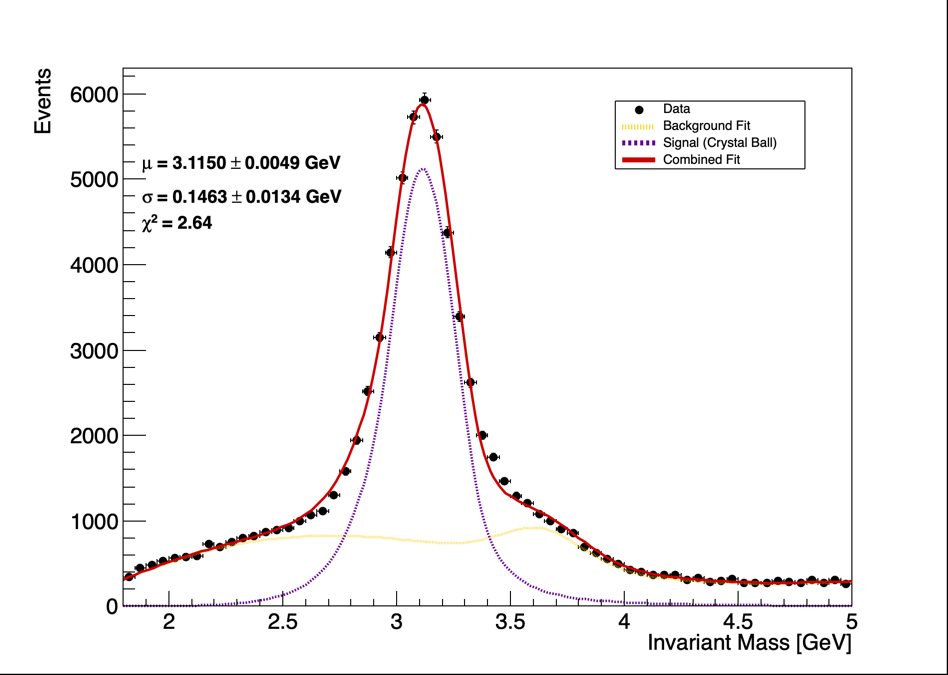 Events
6000
5000
4000
3000
2000
1000
0
μ = 3.1150 ± 0.0049 GeV
σ = 0.1463 ± 0.0134 GeV
χ² = 2.64
Data
Background Fit
Signal (Crystal Ball)
Combined Fit
2 2.5 3 3.5 4 4.5 5
Invariant Mass [GeV]